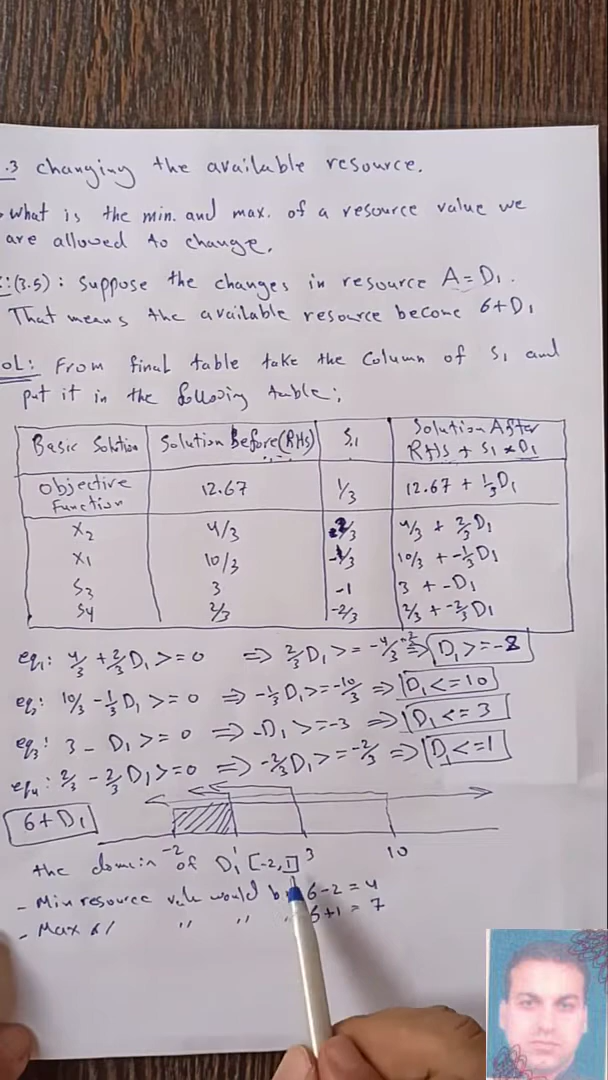 .3 changing the available resource.
- what is the min. and max. of a resource value we
are allowed to change.
:(3.5) : Suppose the changes in resource A = D₁.
That means the available resource become 6+D₁
oL: From final table take the column of S₁ and
put it in the following table:
Basic Solution | Solution Before (RHS) | S₁ | Solution After RHS + S₁ * D₁
objective Function | 12.67 | 1/3 | 12.67 + 1/3 D₁
X₂ | 4/3 | 2/3 | 4/3 + 2/3 D₁
X₁ | 10/3 | -1/3 | 10/3 + -1/3 D₁
S₃ | 3 | -1 | 3 + -D₁
S4 | 2/3 | -2/3 | 2/3 + -2/3 D₁
eq₁: 4/3 + 2/3 D₁ >= 0 => 2/3 D₁ >= -4/3 => D₁ >= -2
eq₂: 10/3 - 1/3 D₁ >= 0 => -1/3 D₁ >= -10/3 => D₁ <= 10
eq₃: 3 - D₁ >= 0 => -D₁ >= -3 => D₁ <= 3
eq₄: 2/3 - 2/3 D₁ >= 0 => -2/3 D₁ >= -2/3 => D₁ <= 1
6+D₁
-2 1 3 10
the domain of D₁ [-2,1]
- Min resource would 6-2 = 4
- Max " " " 6+1 = 7